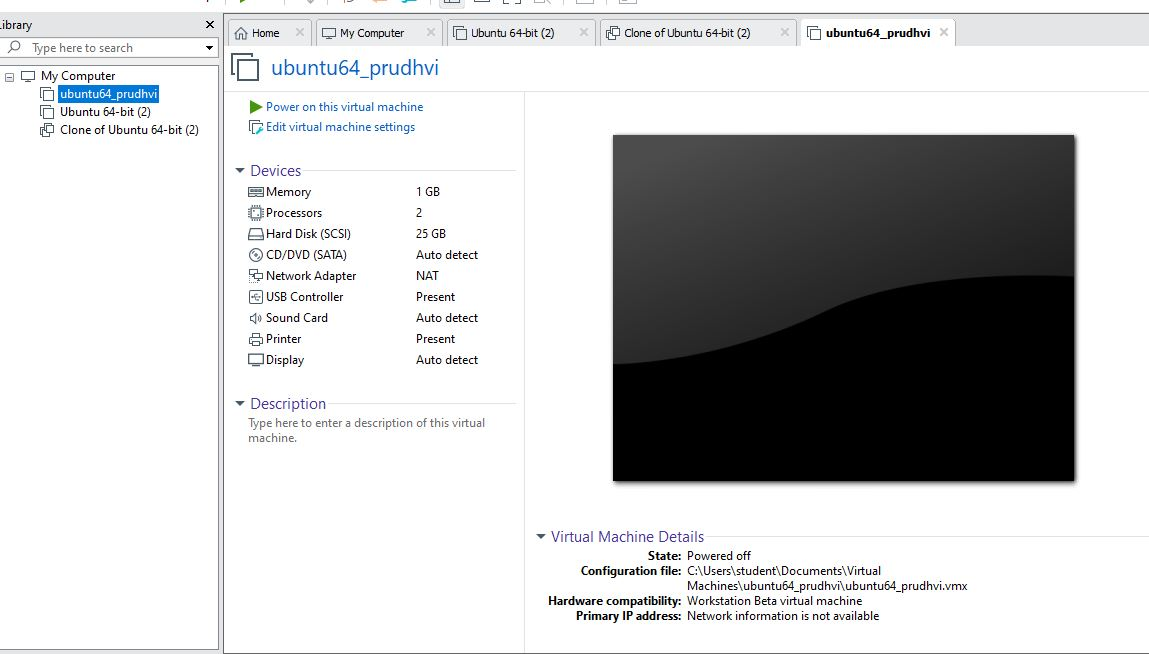 Library
Type here to search
My Computer
ubuntu64_prudhvi
Ubuntu 64-bit (2)
Clone of Ubuntu 64-bit (2)
Home
My Computer
Ubuntu 64-bit (2)
Clone of Ubuntu 64-bit (2)
ubuntu64_prudhvi
ubuntu64_prudhvi
Power on this virtual machine
Edit virtual machine settings
Devices
Memory 1 GB
Processors 2
Hard Disk (SCSI) 25 GB
CD/DVD (SATA) Auto detect
Network Adapter NAT
USB Controller Present
Sound Card Auto detect
Printer Present
Display Auto detect
Description
Type here to enter a description of this virtual
machine.
Virtual Machine Details
State: Powered off
Configuration file: C:\Users\student\Documents\Virtual
Machines\ubuntu64_prudhvi\ubuntu64_prudhvi.vmx
Hardware compatibility: Workstation Beta virtual machine
Primary IP address: Network information is not available